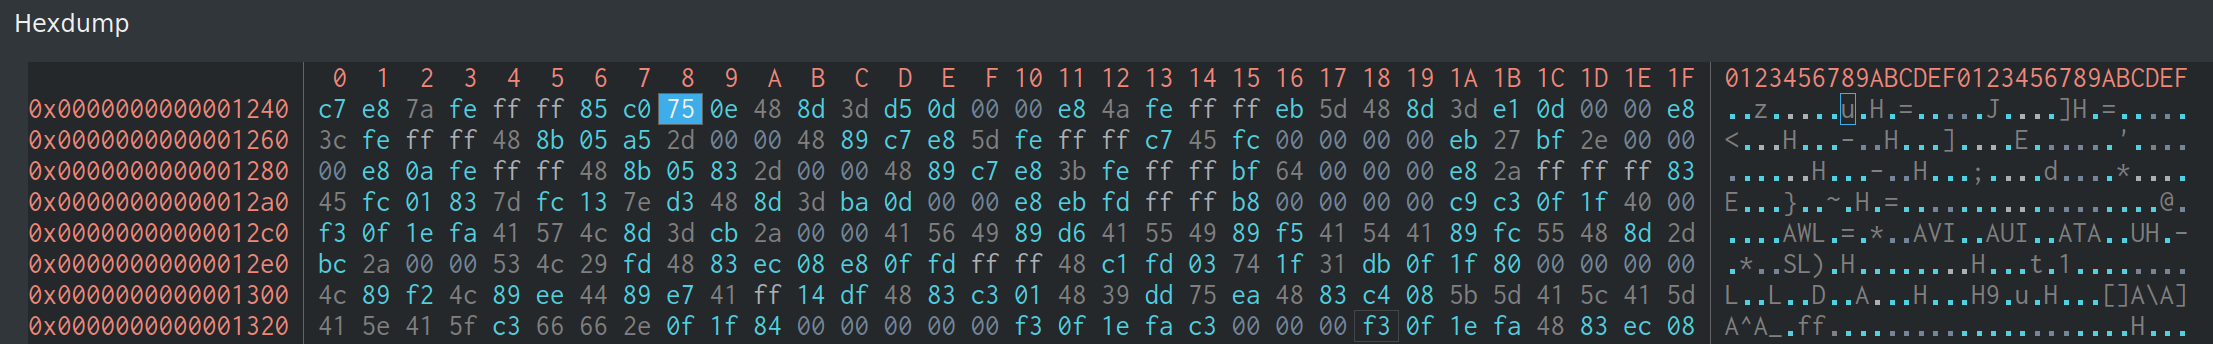 Hexdump
0 1 2 3 4 5 6 7 8 9 A B C D E F 10 11 12 13 14 15 16 17 18 19 1A 1B 1C 1D 1E 1F 0123456789ABCDEF0123456789ABCDEF
0x0000000000001240 c7 e8 7a fe ff ff 85 c0 75 0e 48 8d 3d d5 0d 00 00 e8 4a fe ff ff eb 5d 48 8d 3d e1 0d 00 00 e8 ..z.....u.H.=.....J....]H.=.....
0x0000000000001260 3c fe ff ff 48 8b 05 a5 2d 00 00 48 89 c7 e8 5d fe ff ff c7 45 fc 00 00 00 00 eb 27 bf 2e 00 00 <...H...-..H...]....E......'....
0x0000000000001280 00 e8 0a fe ff ff 48 8b 05 83 2d 00 00 48 89 c7 e8 3b fe ff ff bf 64 00 00 00 e8 2a ff ff ff 83 ......H...-..H...;....d....*....
0x00000000000012a0 45 fc 01 83 7d fc 13 7e d3 48 8d 3d ba 0d 00 00 e8 eb fd ff ff b8 00 00 00 00 c9 c3 0f 1f 40 00 E...}..~.H.=..................@.
0x00000000000012c0 f3 0f 1e fa 41 57 4c 8d 3d cb 2a 00 00 41 56 49 89 d6 41 55 49 89 f5 41 54 41 89 fc 55 48 8d 2d ....AWL.=.*..AVI..AUI..ATA..UH.-
0x00000000000012e0 bc 2a 00 00 53 4c 29 fd 48 83 ec 08 e8 0f fd ff ff 48 c1 fd 03 74 1f 31 db 0f 1f 80 00 00 00 00 .*..SL).H........H...t.1........
0x0000000000001300 4c 89 f2 4c 89 ee 44 89 e7 41 ff 14 df 48 83 c3 01 48 39 dd 75 ea 48 83 c4 08 5b 5d 41 5c 41 5d L..L..D..A...H...H9.u.H...[]A\A]
0x0000000000001320 41 5e 41 5f c3 66 66 2e 0f 1f 84 00 00 00 00 00 f3 0f 1e fa c3 00 00 00 f3 0f 1e fa 48 83 ec 08 A^A_.ff.....................H...